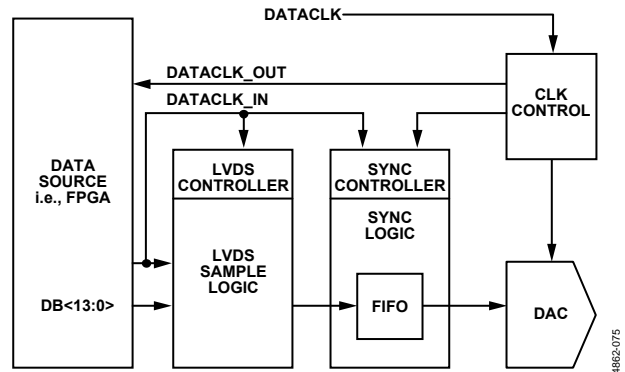 DATACLK
DATACLK_OUT
DATACLK_IN
CLK
CONTROL
DATA
SOURCE
i.e., FPGA
LVDS
CONTROLLER
SYNC
CONTROLLER
SYNC
LOGIC
LVDS
SAMPLE
LOGIC
DB<13:0>
FIFO
DAC
4862-075